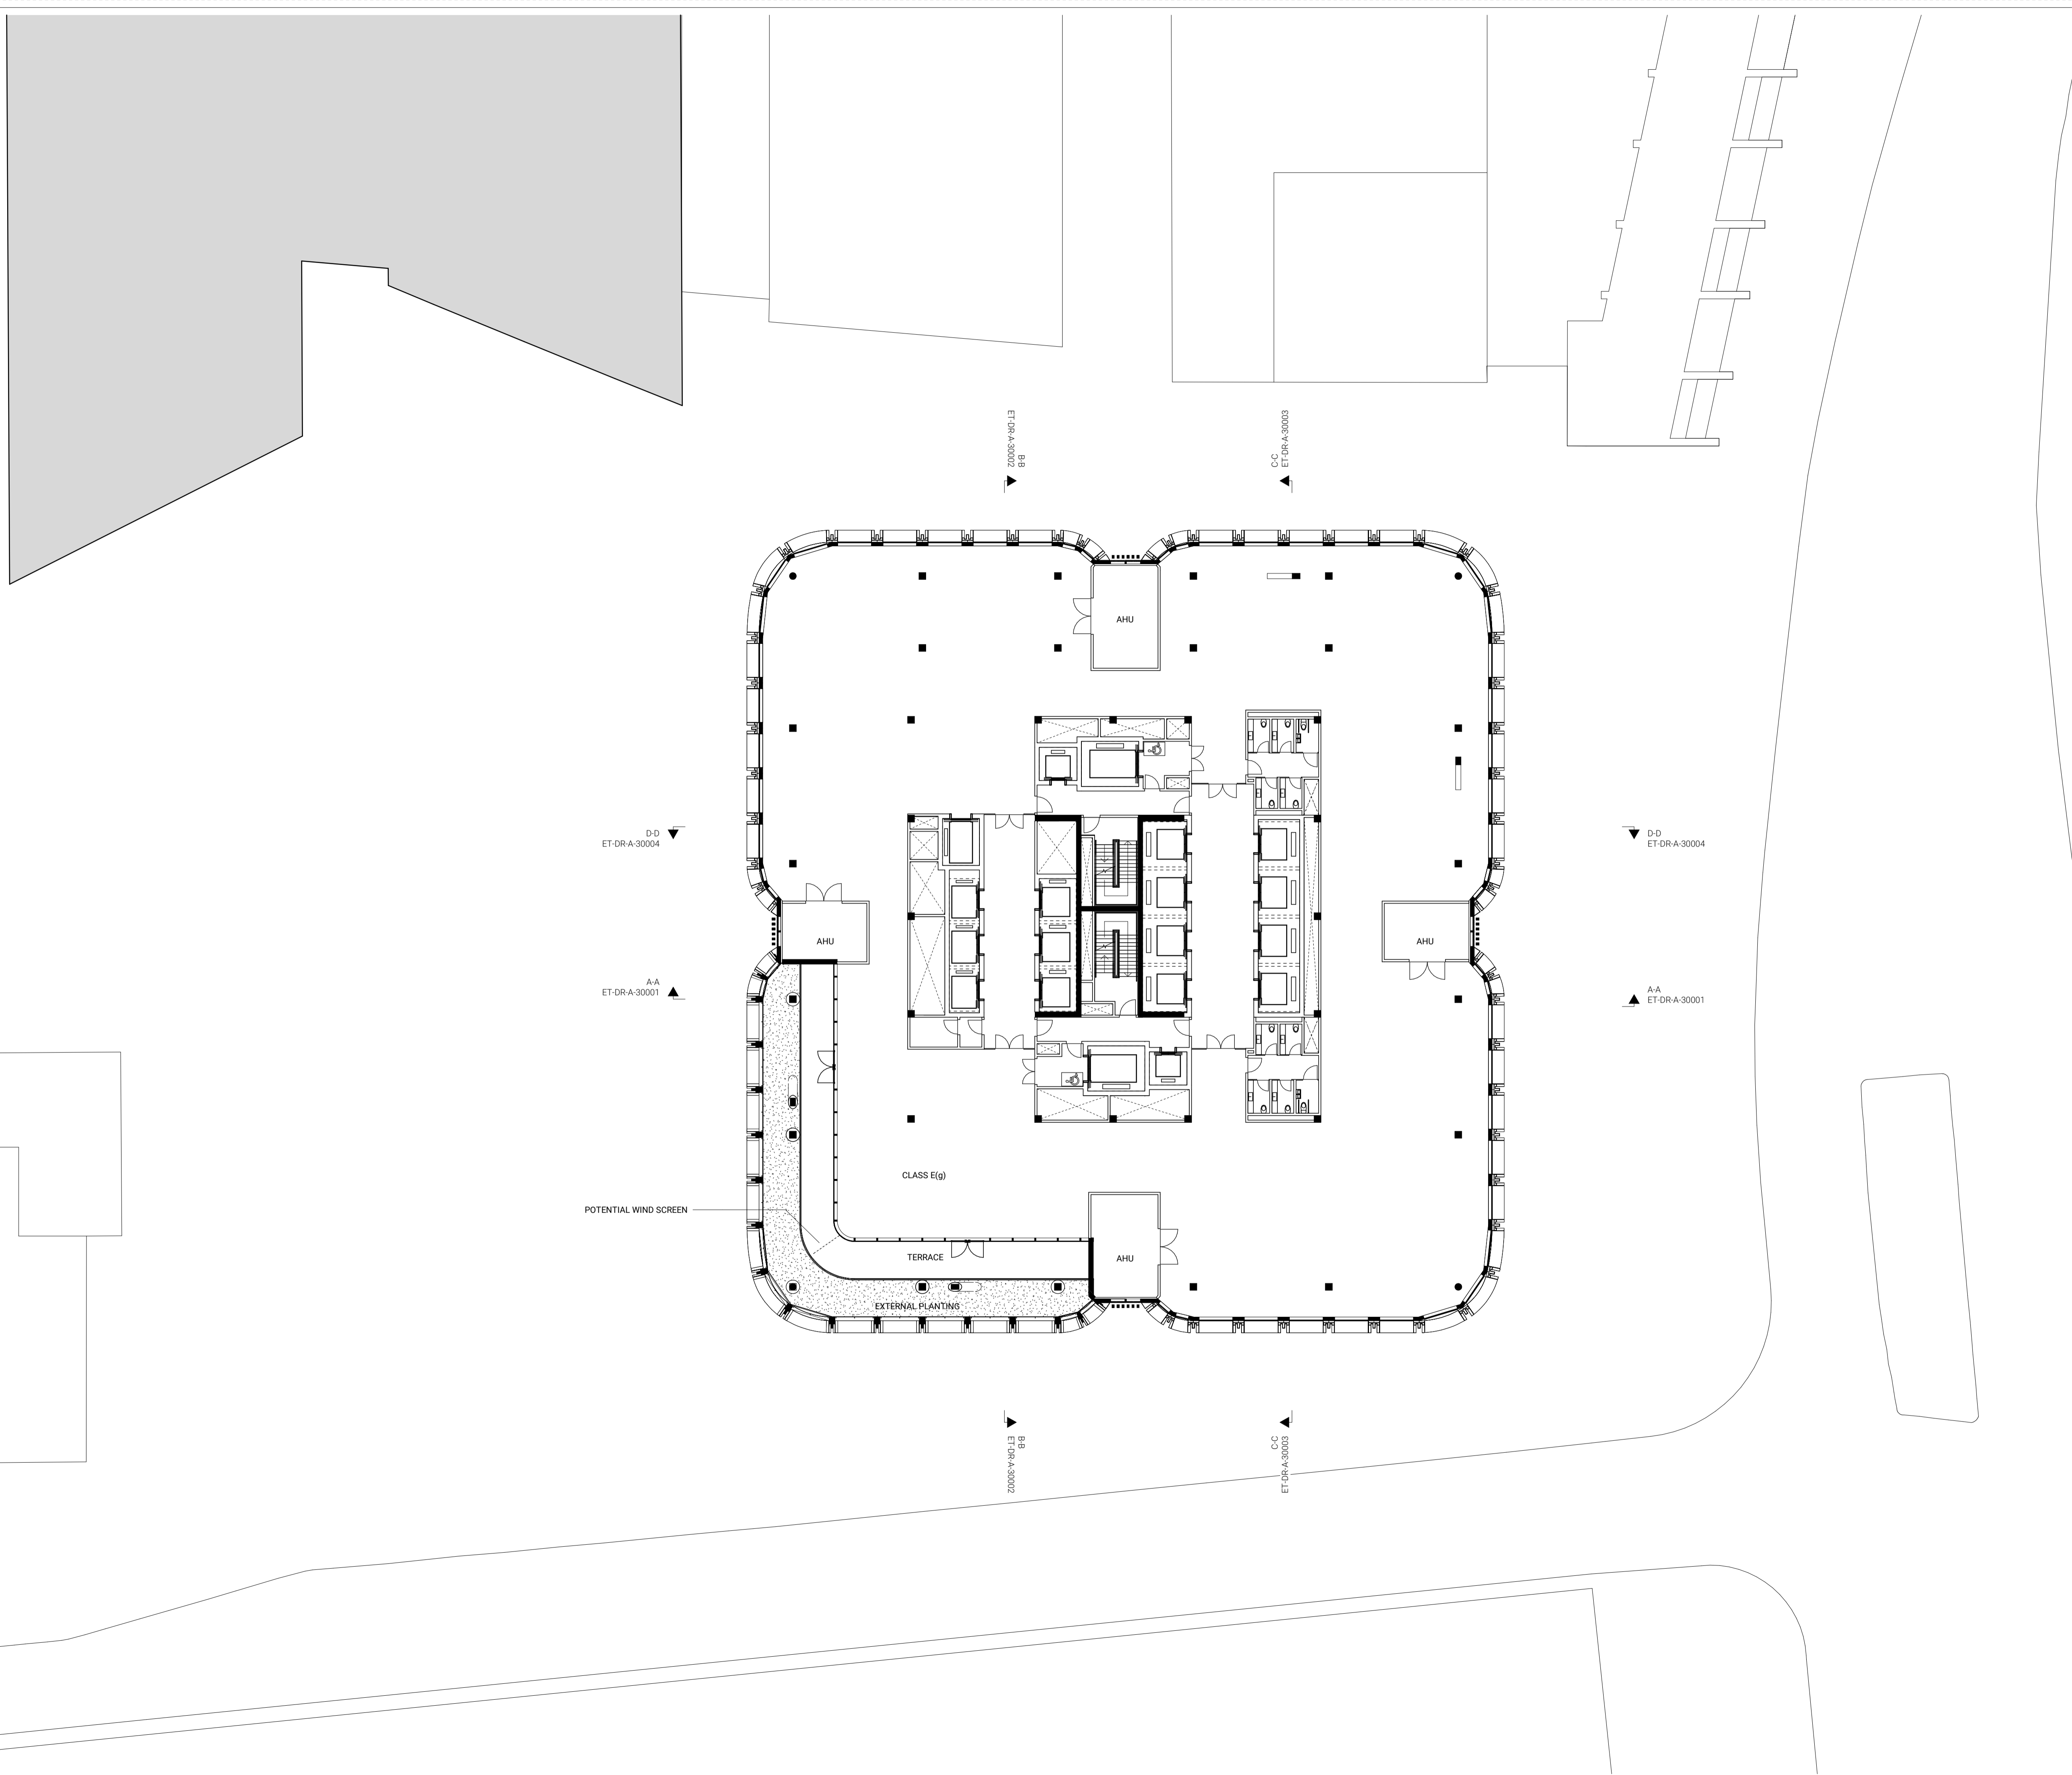 ET-DR-A-30002
B-B
C-C
ET-DR-A-30003
AHU
D-D
ET-DR-A-30004
D-D
ET-DR-A-30004
AHU
AHU
A-A
ET-DR-A-30001
A-A
ET-DR-A-30001
CLASS E(g)
POTENTIAL WIND SCREEN
TERRACE
AHU
EXTERNAL PLANTING
B-B
ET-DR-A-30002
C-C
ET-DR-A-30003